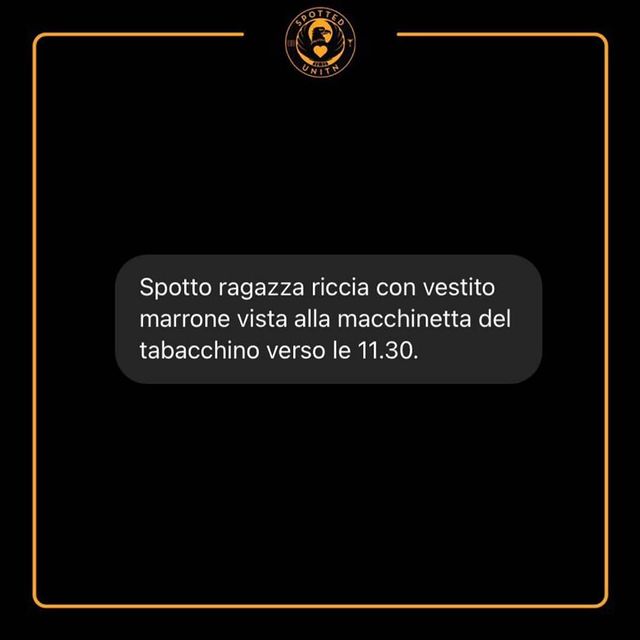 SPOTTED
UNITN
Spotto ragazza riccia con vestito
marrone vista alla macchinetta del
tabacchino verso le 11.30.